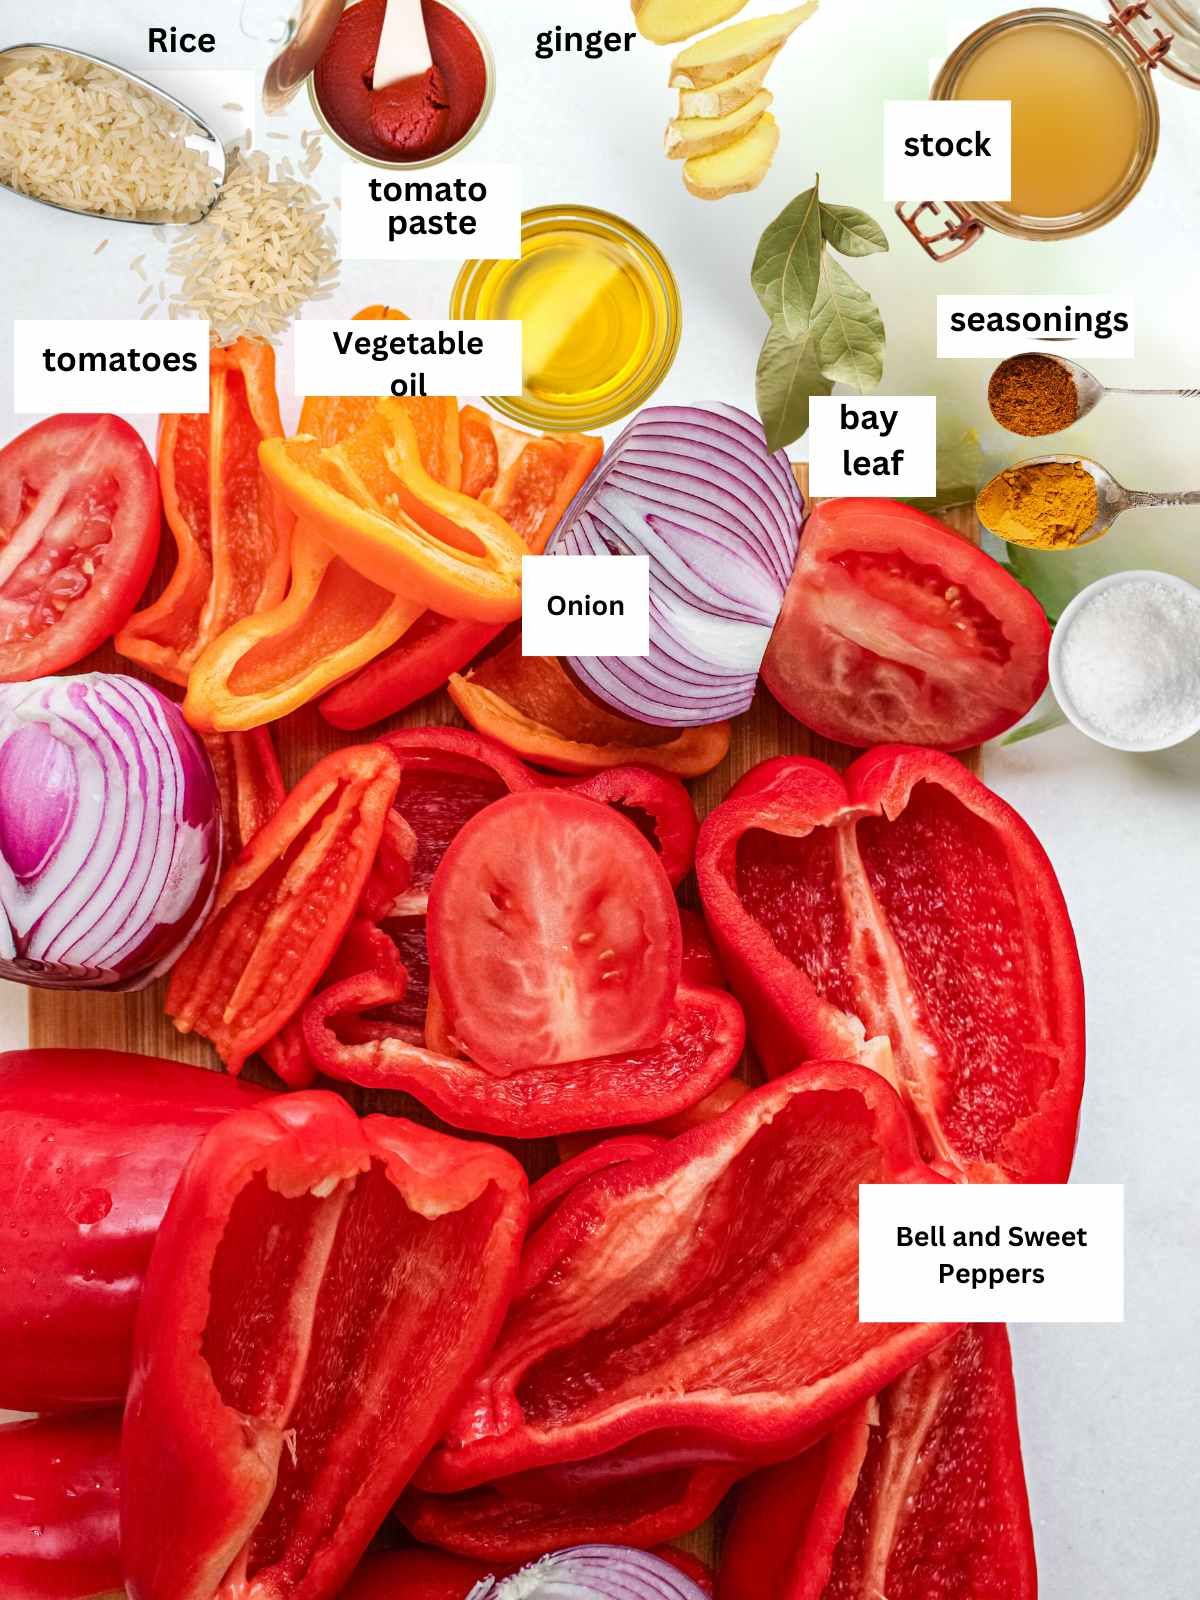 Rice
ginger
stock
tomato
paste
seasonings
Vegetable
oil
tomatoes
bay
leaf
Onion
Bell and Sweet
Peppers